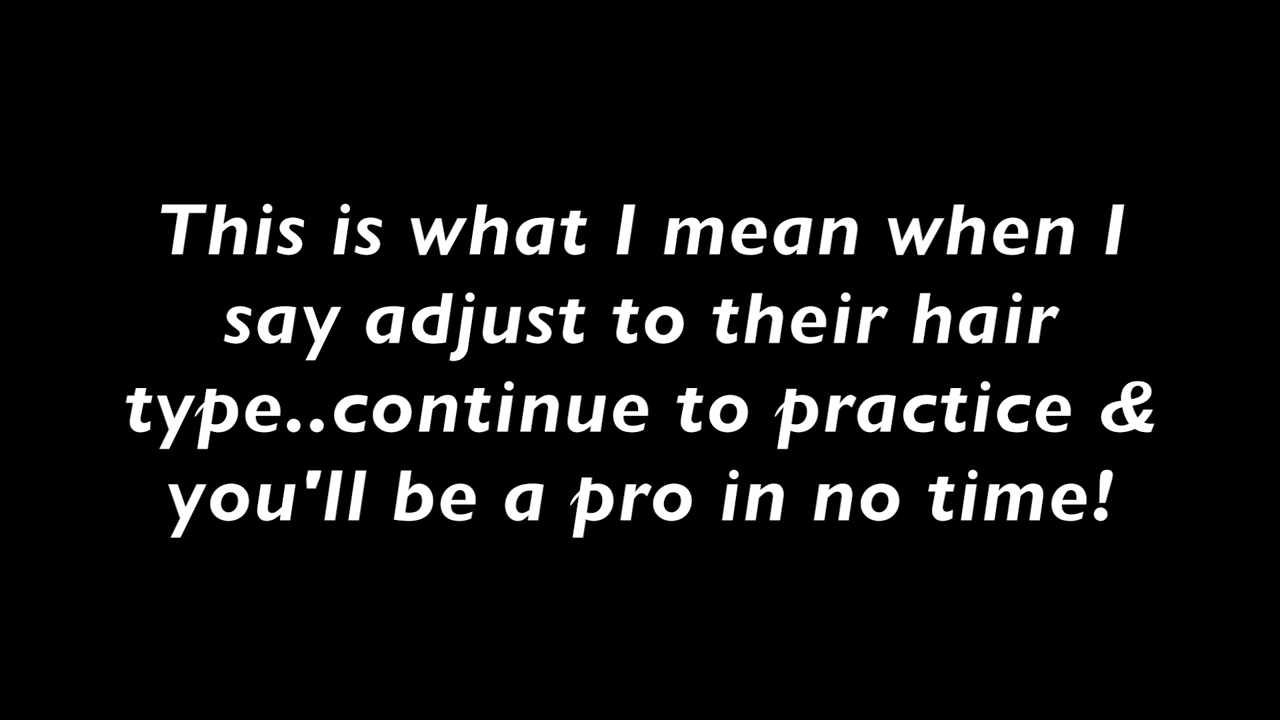 This is what I mean when I
say adjust to their hair
type..continue to practice &
you'll be a pro in no time!